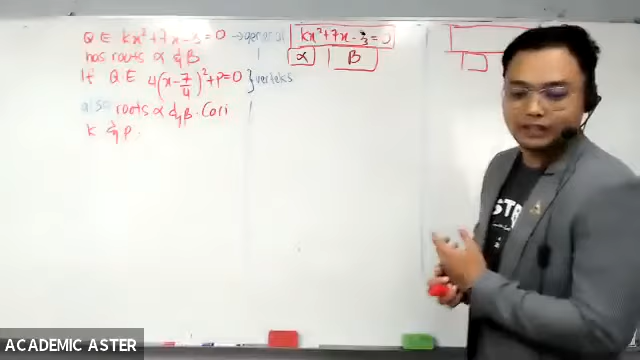 Q.E kx²+7x-3=0 → general
has roots α & β
If Q.E 4(x-7/4)²+p=0 } verteks
also roots α & β. Cari
k & p.
kx²+7x-3=0
α β
ACADEMIC ASTER